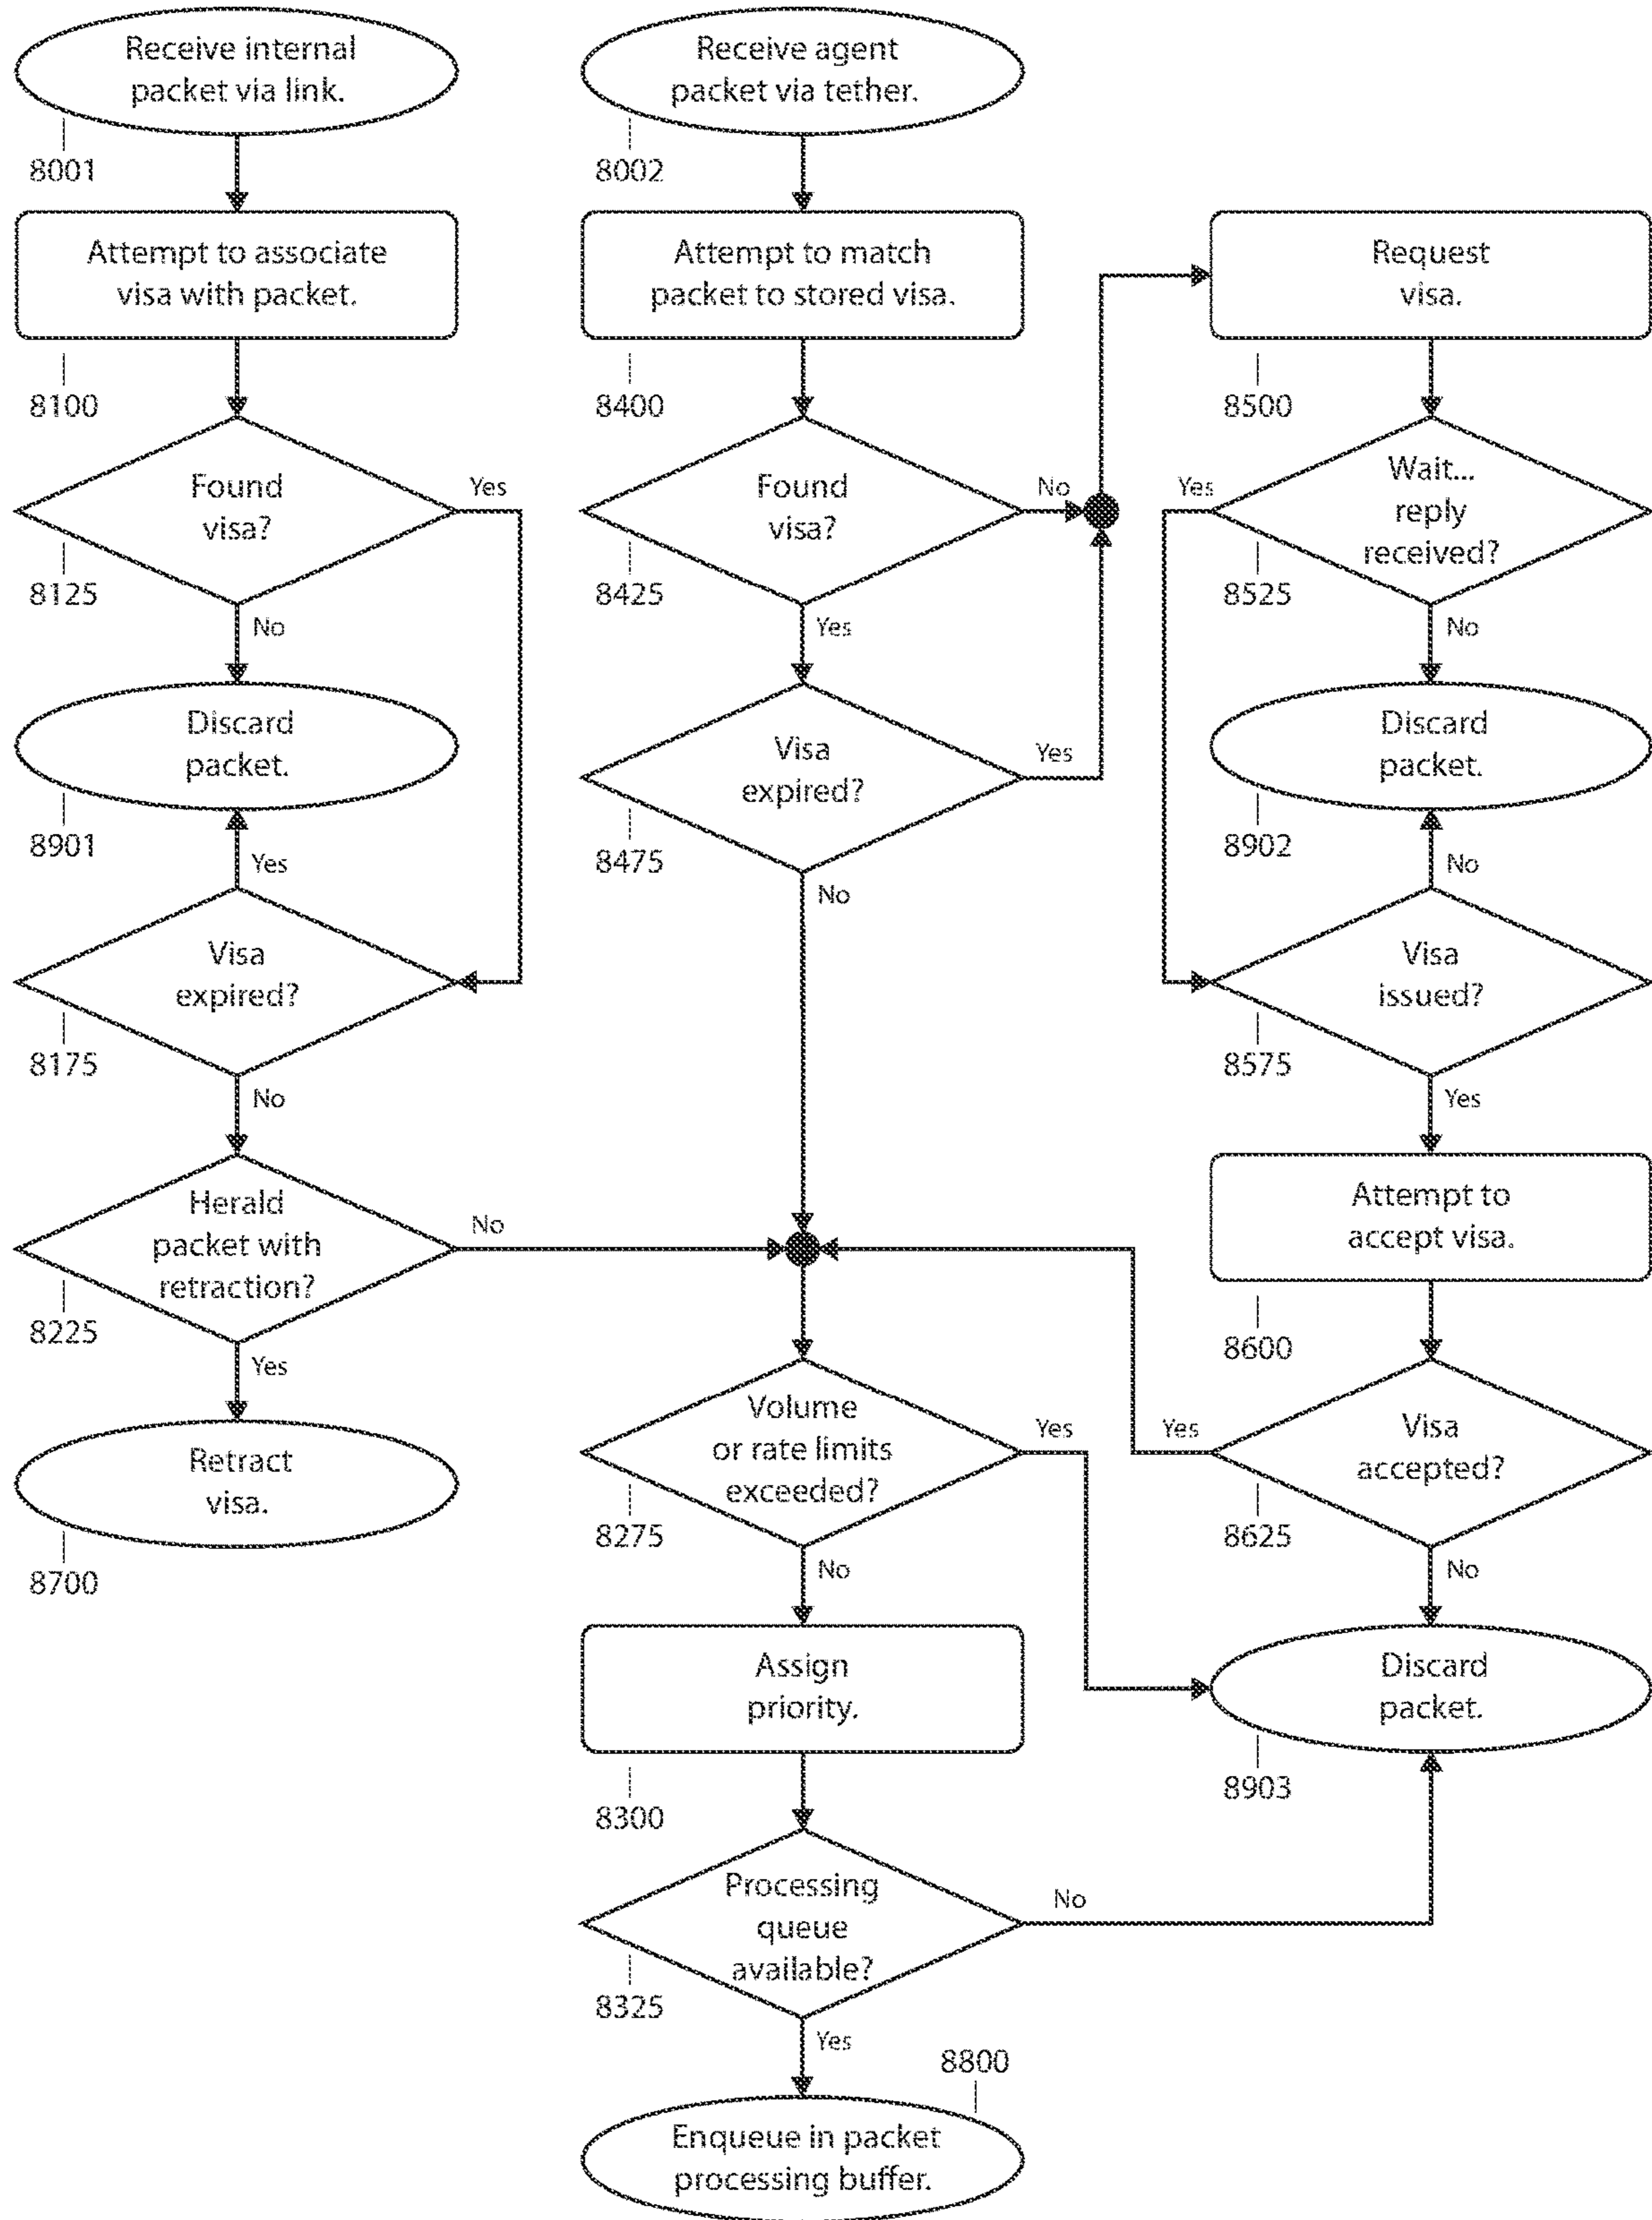 Receive internal
packet via link.
8001
Attempt to associate
visa with packet.
8100
Found
visa?
Yes
8125
No
Discard
packet.
8901
Yes
Visa
expired?
8175
No
Herald
packet with
retraction?
No
8225
Yes
Retract
visa.
8700
Receive agent
packet via tether.
8002
Attempt to match
packet to stored visa.
8400
Found
visa?
No
8425
Yes
Visa
expired?
Yes
8475
No
Volume
or rate limits
exceeded?
Yes
8275
No
Assign
priority.
8300
Processing
queue
available?
No
8325
Yes
8800
Enqueue in packet
processing buffer.
Request
visa.
8500
Wait...
reply
received?
Yes
8525
No
Discard
packet.
8902
No
Visa
issued?
8575
Yes
Attempt to
accept visa.
8600
Visa
accepted?
Yes
8625
No
Discard
packet.
8903